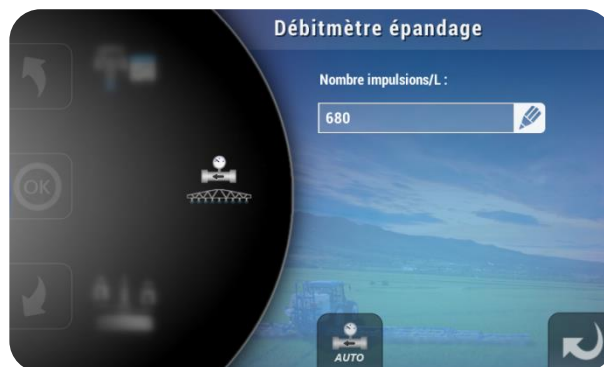 Débitmètre épandage
Nombre impulsions/L :
680
OK
AUTO